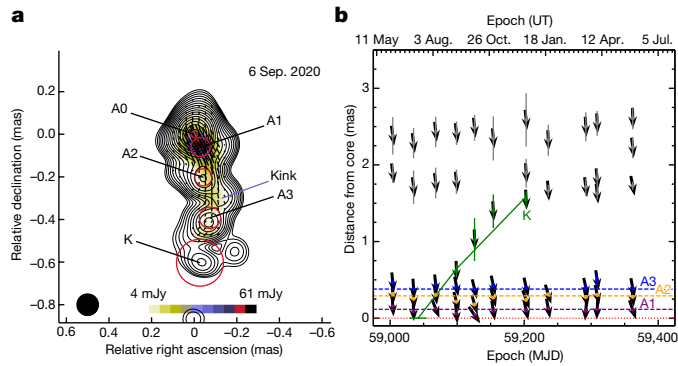 a
6 Sep. 2020
A0
A1
A2
Kink
A3
K
4 mJy
61 mJy
0.2
0.0
−0.2
−0.4
−0.6
−0.8
Relative declination (mas)
0.6
0.4
0.2
0
−0.2
−0.4
−0.6
Relative right ascension (mas)
b
Epoch (UT)
11 May
3 Aug.
26 Oct.
18 Jan.
12 Apr.
5 Jul.
3
2
1
0
Distance from core (mas)
K
A3
A2
A1
59,000
59,200
59,400
Epoch (MJD)